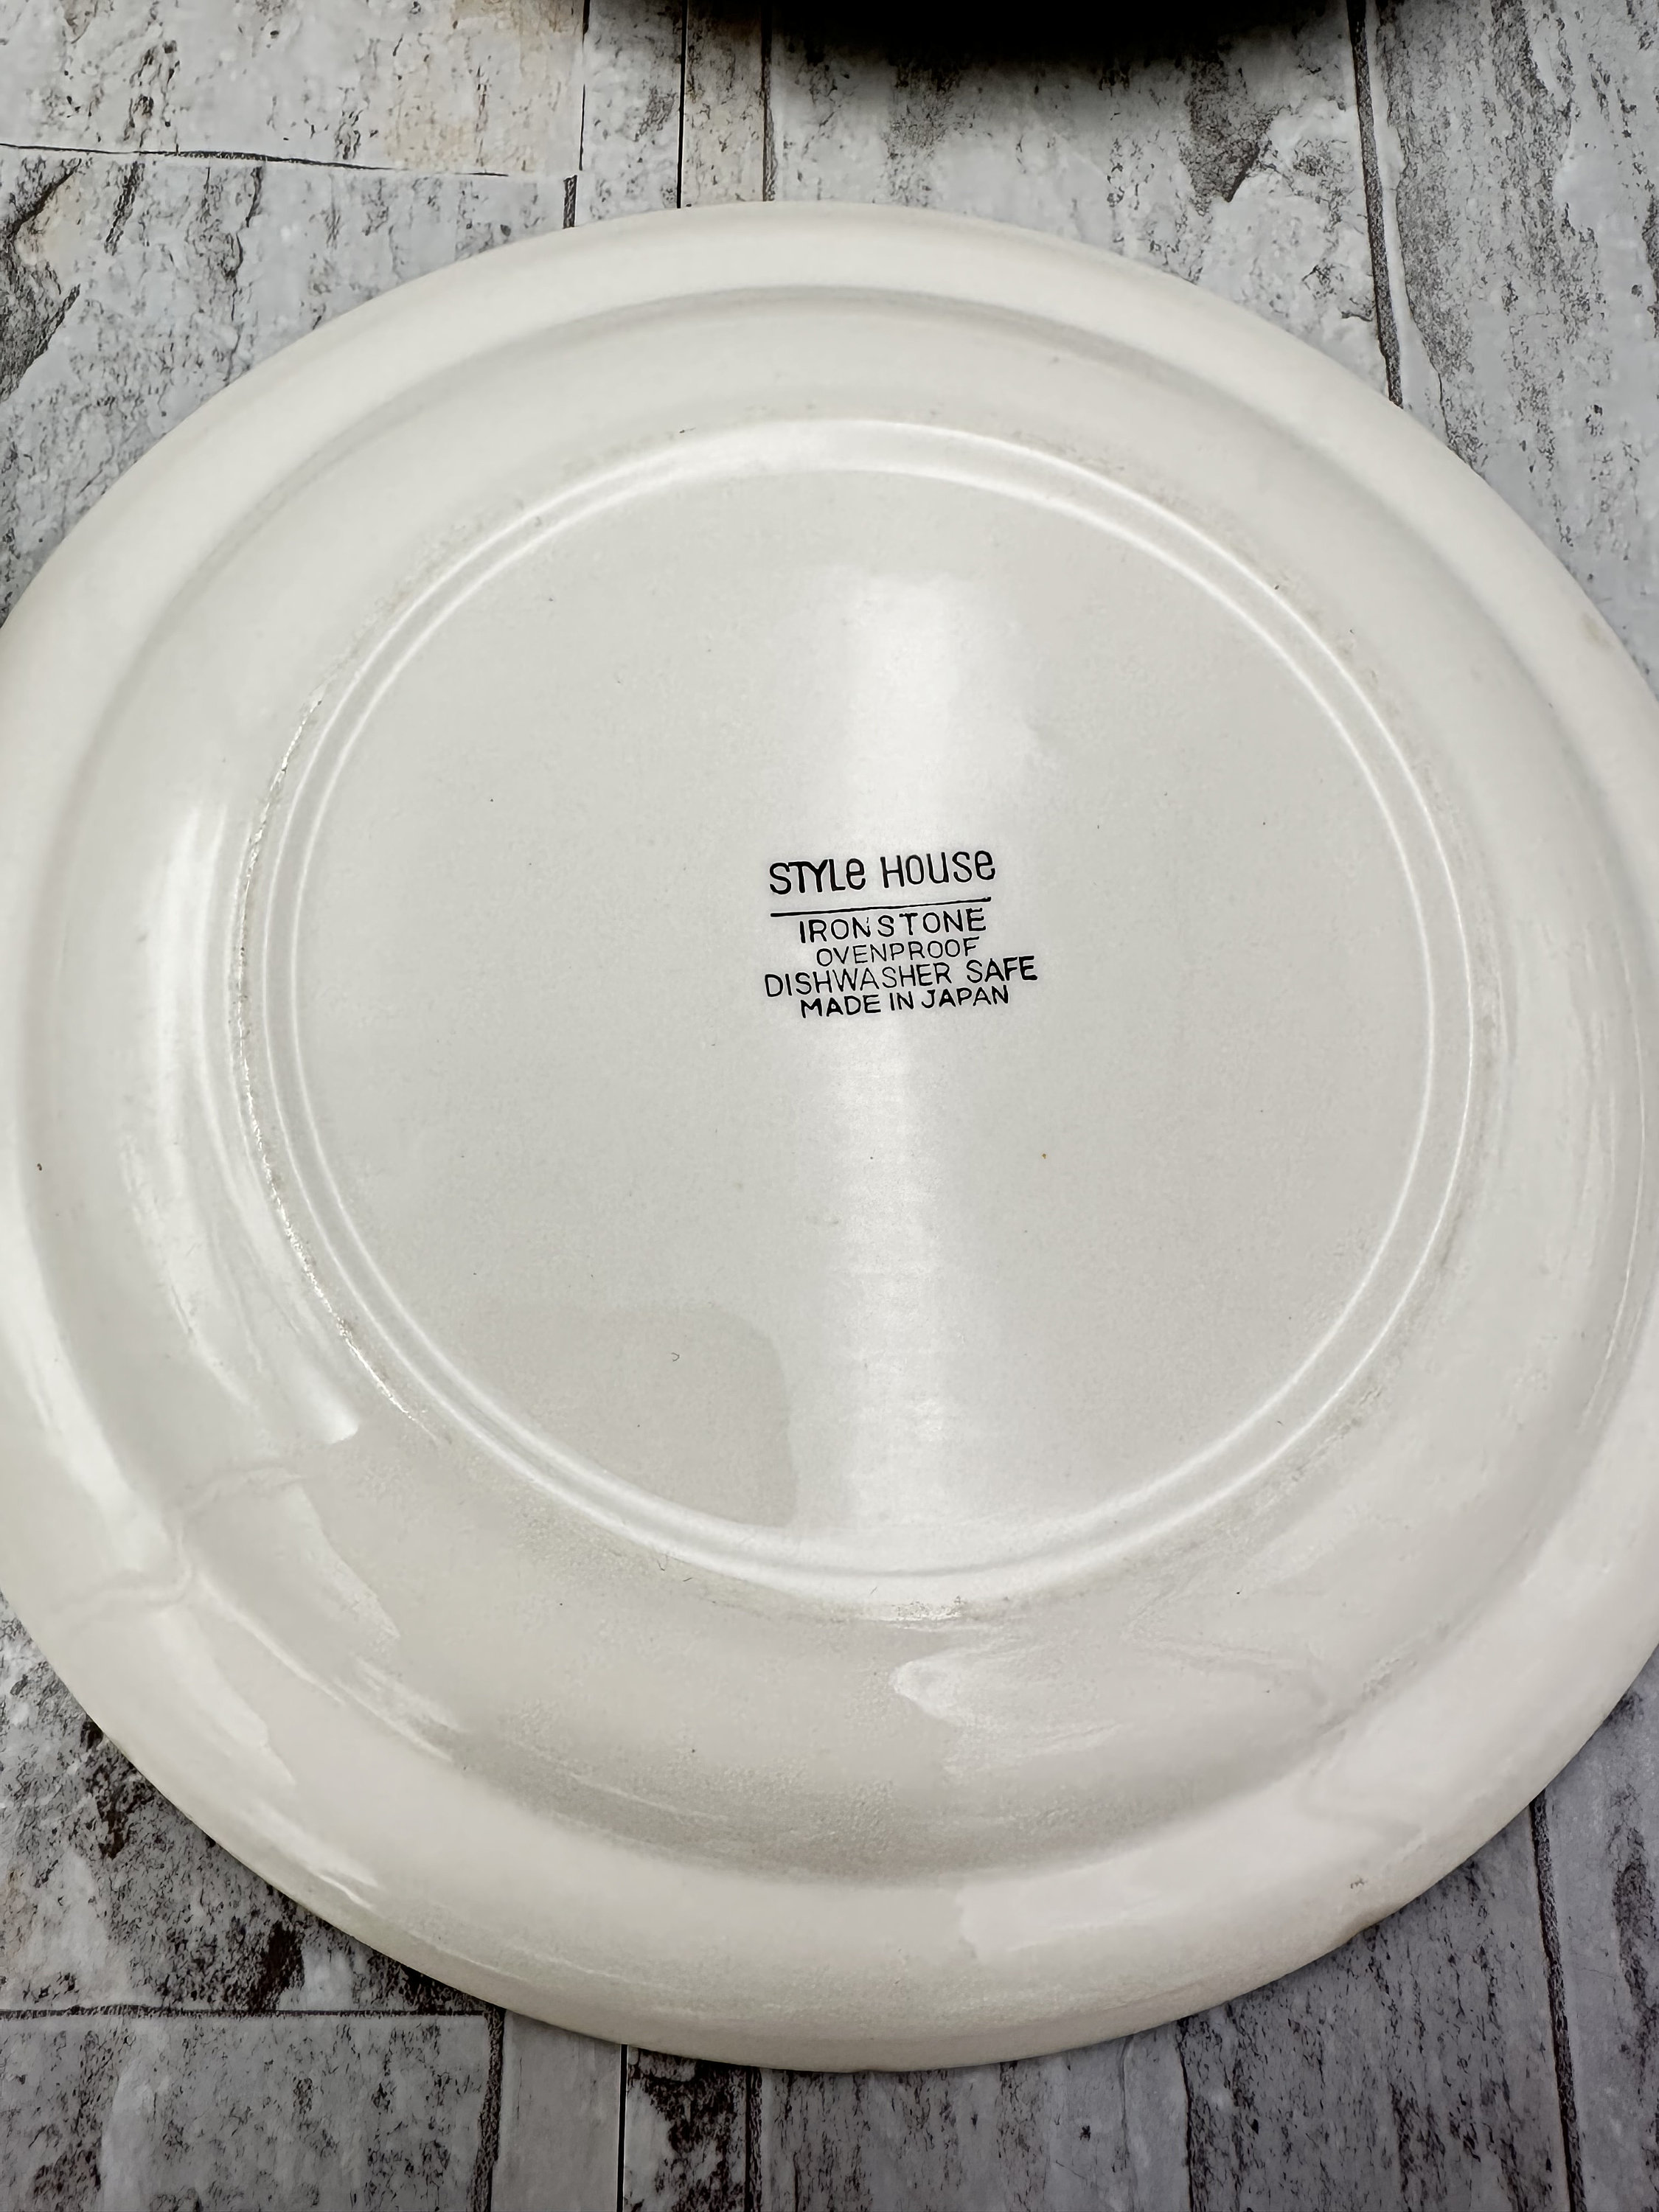 STYLe House
IRONSTONE
OVENPROOF
DISHWASHER SAFE
MADE IN JAPAN